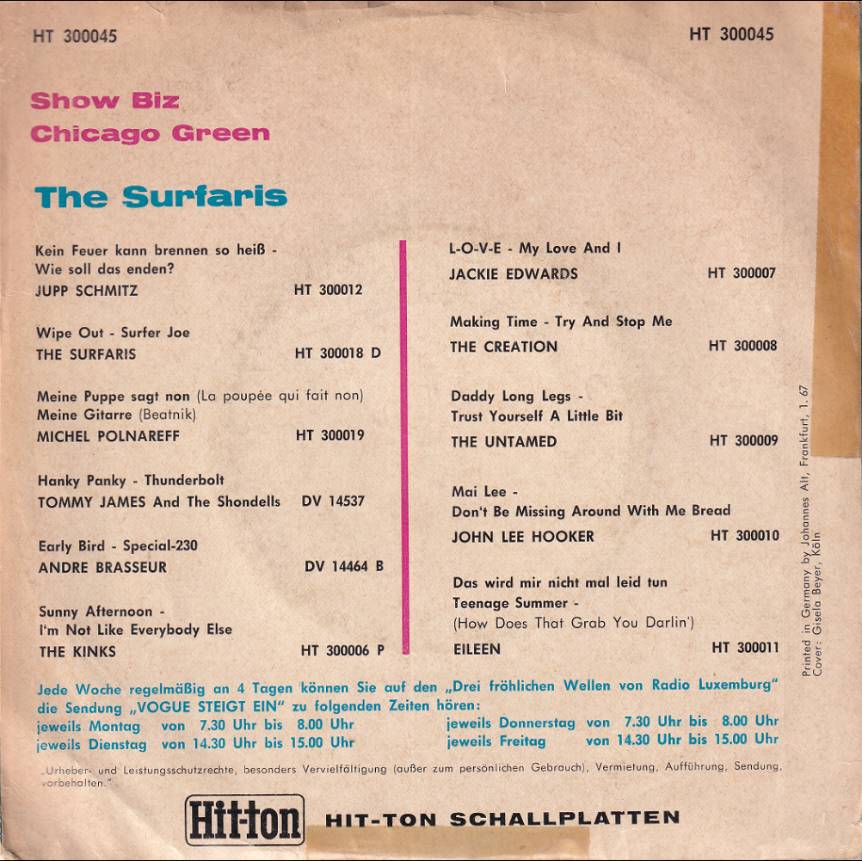 HT 300045
HT 300045
Show Biz
Chicago Green
The Surfaris
Kein Feuer kann brennen so heiß -
Wie soll das enden?
JUPP SCHMITZ HT 300012
Wipe Out - Surfer Joe
THE SURFARIS HT 300018 D
Meine Puppe sagt non (La poupée qui fait non)
Meine Gitarre (Beatnik)
MICHEL POLNAREFF HT 300019
Hanky Panky - Thunderbolt
TOMMY JAMES And The Shondells DV 14537
Early Bird - Special-230
ANDRE BRASSEUR DV 14464 B
Sunny Afternoon -
I'm Not Like Everybody Else
THE KINKS HT 300006 P
L-O-V-E - My Love And I
JACKIE EDWARDS HT 300007
Making Time - Try And Stop Me
THE CREATION HT 300008
Daddy Long Legs -
Trust Yourself A Little Bit
THE UNTAMED HT 300009
Mai Lee -
Don't Be Missing Around With Me Bread
JOHN LEE HOOKER HT 300010
Das wird mir nicht mal leid tun
Teenage Summer -
(How Does That Grab You Darlin')
EILEEN HT 300011
Printed in Germany by Johannes Alt, Frankfurt, 1. 67
Cover: Gisela Beyer, Köln
Jede Woche regelmäßig an 4 Tagen können Sie auf den „Drei fröhlichen Wellen von Radio Luxemburg"
die Sendung „VOGUE STEIGT EIN" zu folgenden Zeiten hören:
jeweils Montag von 7.30 Uhr bis 8.00 Uhr jeweils Donnerstag von 7.30 Uhr bis 8.00 Uhr
jeweils Dienstag von 14.30 Uhr bis 15.00 Uhr jeweils Freitag von 14.30 Uhr bis 15.00 Uhr
„Urheber- und Leistungsschutzrechte, besonders Vervielfältigung (außer zum persönlichen Gebrauch), Vermietung, Aufführung, Sendung,
vorbehalten."
Hit-ton HIT-TON SCHALLPLATTEN